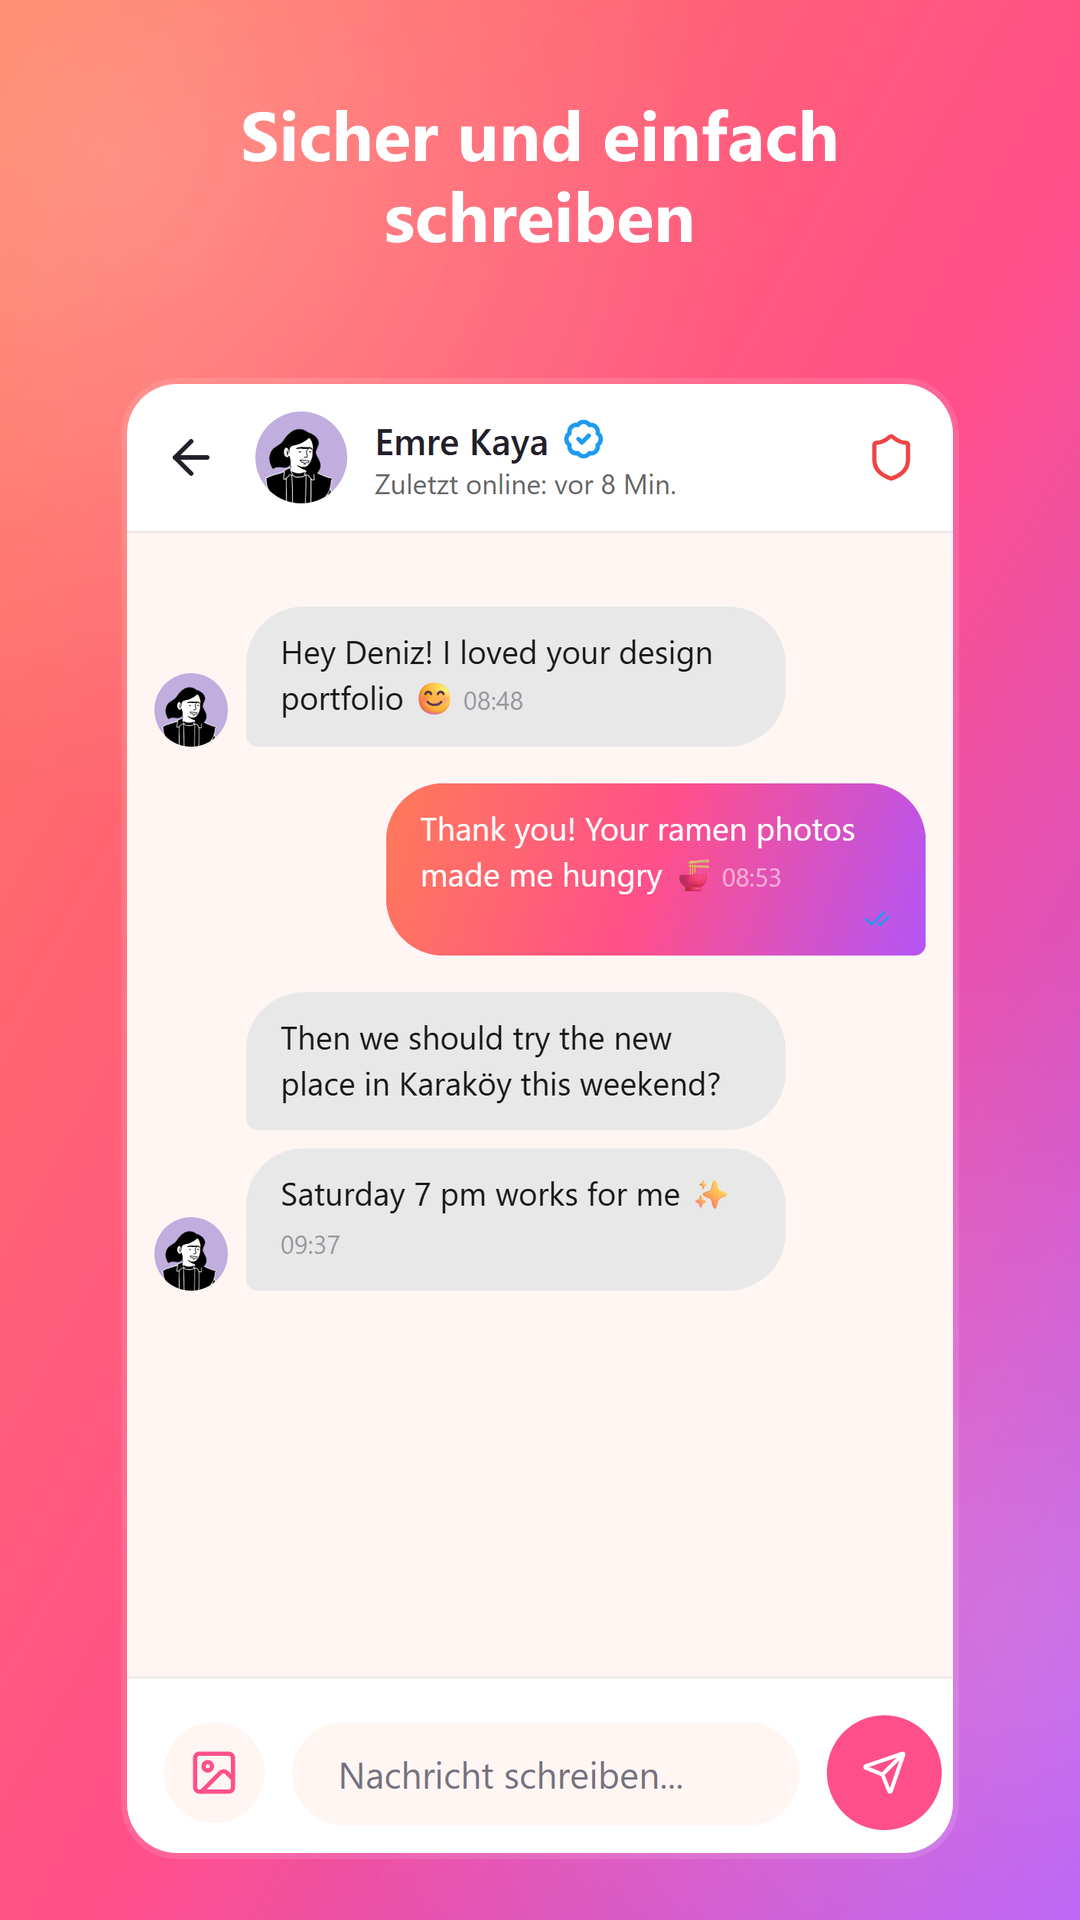 Sicher und einfach
schreiben
Emre Kaya
Zuletzt online: vor 8 Min.
Hey Deniz! I loved your design
portfolio 😊 08:48
Thank you! Your ramen photos
made me hungry 🍜 08:53
Then we should try the new
place in Karaköy this weekend?
Saturday 7 pm works for me ✨
09:37
Nachricht schreiben...